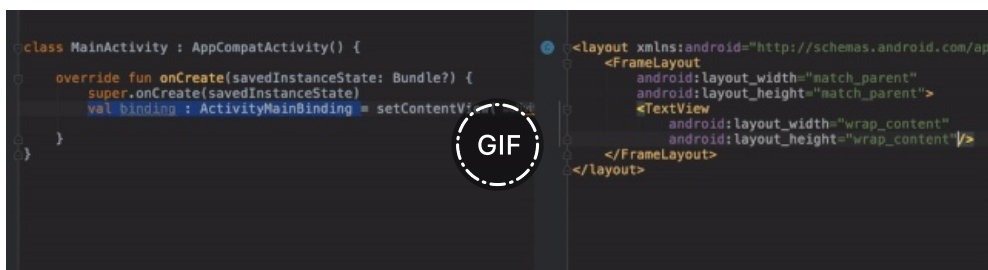 class MainActivity : AppCompatActivity() {
override fun onCreate(savedInstanceState: Bundle?) {
super.onCreate(savedInstanceState)
val binding : ActivityMainBinding = setContentVi
}
}
GIF
<layout xmlns:android="http://schemas.android.com/ap
<FrameLayout
android:layout_width="match_parent"
android:layout_height="match_parent">
<TextView
android:layout_width="wrap_content"
android:layout_height="wrap_content"/>
</FrameLayout>
</layout>